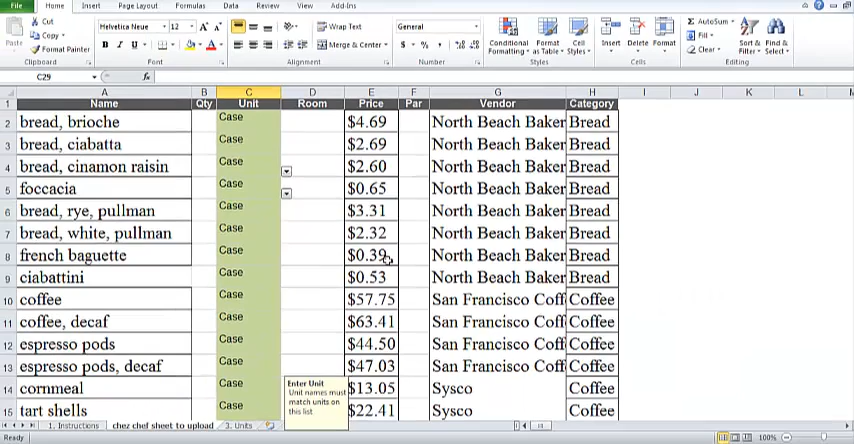 File Home Insert Page Layout Formulas Data Review View Add-Ins
Cut
Copy
Paste Format Painter
Clipboard
Helvetica Neue 12 A A
B I U A
Font
Wrap Text
Merge & Center
Alignment
General
$ % ,
Number
Conditional Formatting Format as Table Cell Styles
Styles
Insert Delete Format
Cells
Σ AutoSum
Fill
Clear
Sort & Filter Find & Select
Editing
C29 fx
A B C D E F G H I J K L M
1 Name Qty Unit Room Price Par Vendor Category
2 bread, brioche Case $4.69 North Beach Baker Bread
3 bread, ciabatta Case $2.69 North Beach Baker Bread
4 bread, cinamon raisin Case $2.60 North Beach Baker Bread
5 foccacia Case $0.65 North Beach Baker Bread
6 bread, rye, pullman Case $3.31 North Beach Baker Bread
7 bread, white, pullman Case $2.32 North Beach Baker Bread
8 french baguette Case $0.39 North Beach Baker Bread
9 ciabattini Case $0.53 North Beach Baker Bread
10 coffee Case $57.75 San Francisco Coff Coffee
11 coffee, decaf Case $63.41 San Francisco Coff Coffee
12 espresso pods Case $44.50 San Francisco Coff Coffee
13 espresso pods, decaf Case $47.03 San Francisco Coff Coffee
14 cornmeal Case $13.05 Sysco Coffee
15 tart shells Case $22.41 Sysco Coffee
Enter Unit
Unit names must
match units on
this list.
1. Instructions chez chef sheet to upload 3. Units
Ready 100%